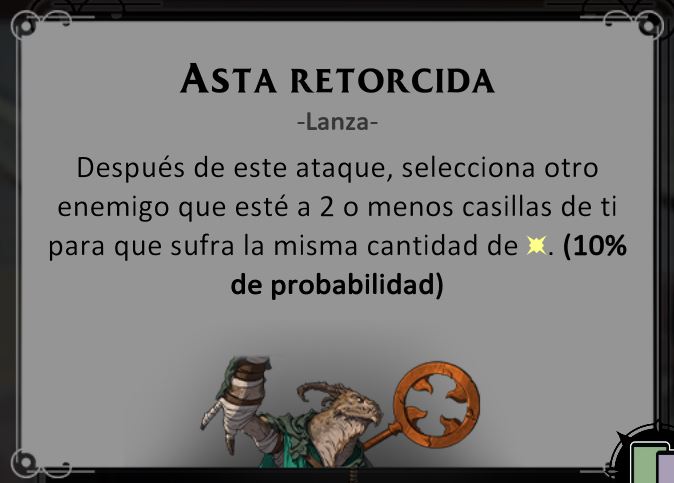 Asta retorcida
-Lanza-
Después de este ataque, selecciona otro
enemigo que esté a 2 o menos casillas de ti
para que sufra la misma cantidad de . (10%
de probabilidad)